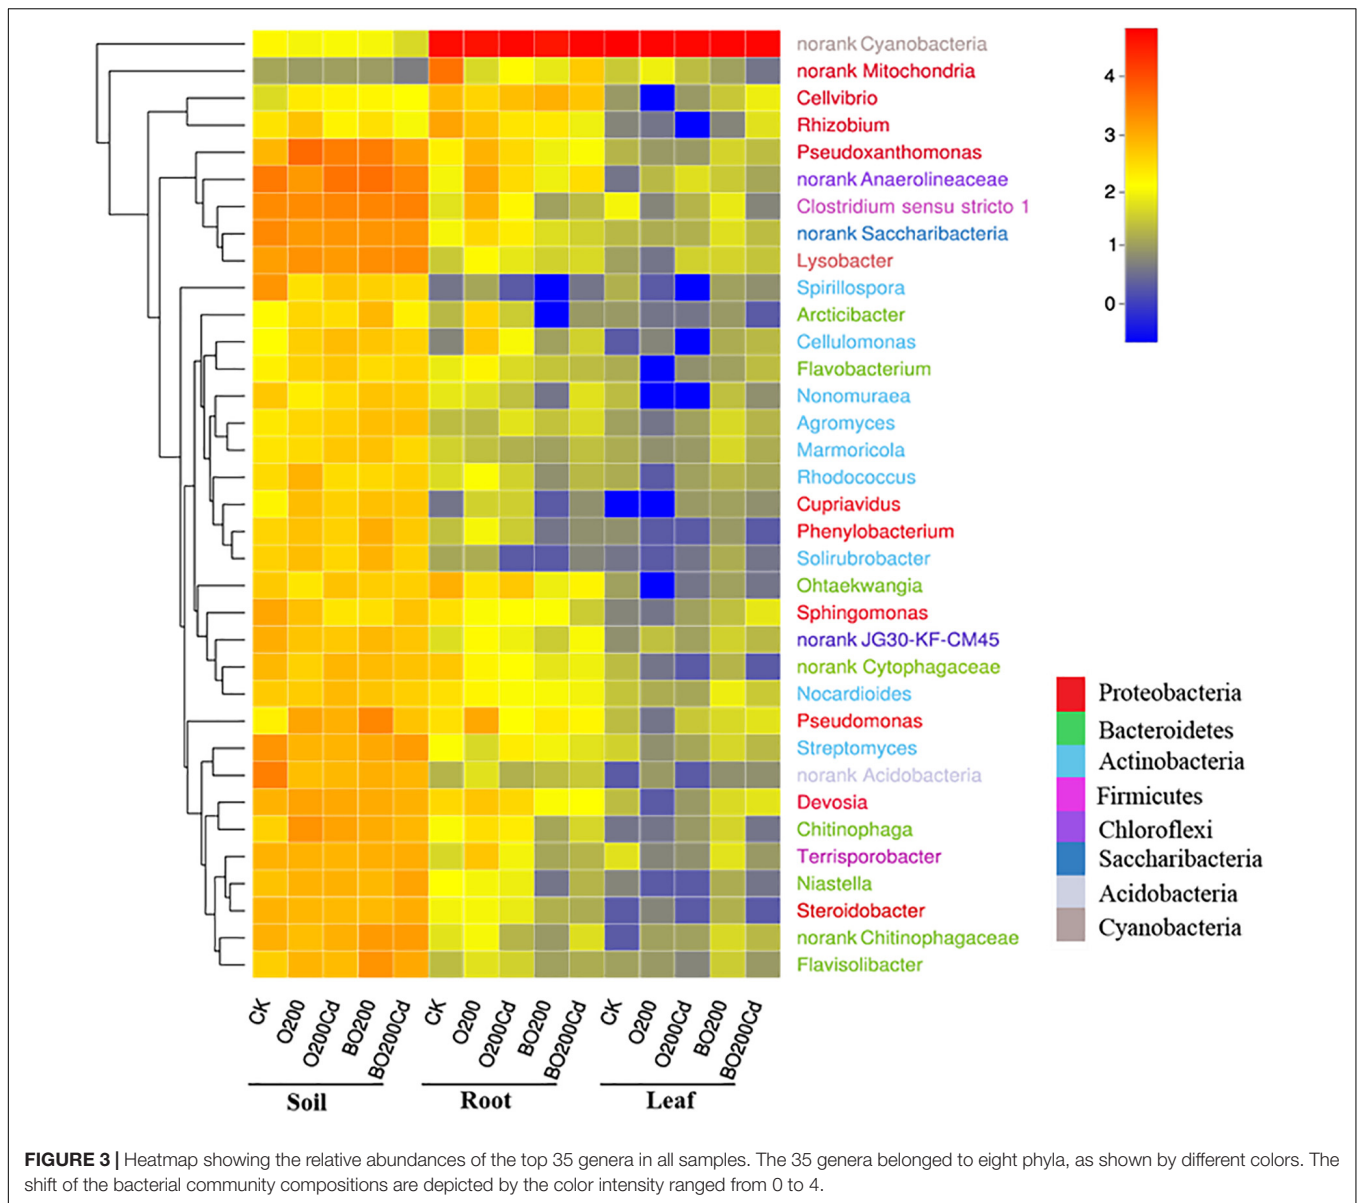 norank Cyanobacteria
norank Mitochondria
Cellvibrio
Rhizobium
Pseudoxanthomonas
norank Anaerolineaceae
Clostridium sensu stricto 1
norank Saccharibacteria
Lysobacter
Spirillospora
Arcticibacter
Cellulomonas
Flavobacterium
Nonomuraea
Agromyces
Marmoricola
Rhodococcus
Cupriavidus
Phenylobacterium
Solirubrobacter
Ohtaekwangia
Sphingomonas
norank JG30-KF-CM45
norank Cytophagaceae
Nocardioides
Pseudomonas
Streptomyces
norank Acidobacteria
Devosia
Chitinophaga
Terrisporobacter
Niastella
Steroidobacter
norank Chitinophagaceae
Flavisolibacter
4
3
2
1
0
Proteobacteria
Bacteroidetes
Actinobacteria
Firmicutes
Chloroflexi
Saccharibacteria
Acidobacteria
Cyanobacteria
CK
O200
O200Cd
BO200
BO200Cd
CK
O200
O200Cd
BO200
BO200Cd
CK
O200
O200Cd
BO200
BO200Cd
Soil
Root
Leaf
FIGURE 3 | Heatmap showing the relative abundances of the top 35 genera in all samples. The 35 genera belonged to eight phyla, as shown by different colors. The
shift of the bacterial community compositions are depicted by the color intensity ranged from 0 to 4.